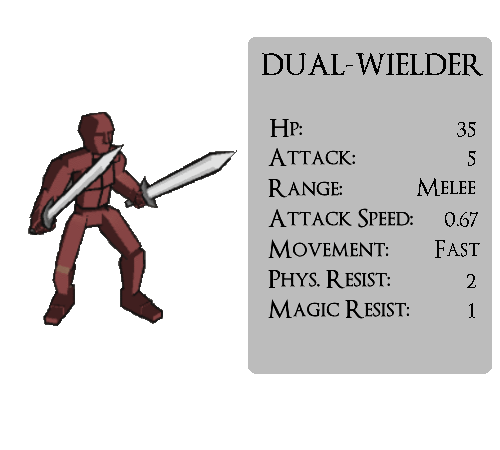 DUAL-WIELDER
HP: 35
ATTACK: 5
RANGE: MELEE
ATTACK SPEED: 0.67
MOVEMENT: FAST
PHYS. RESIST: 2
MAGIC RESIST: 1